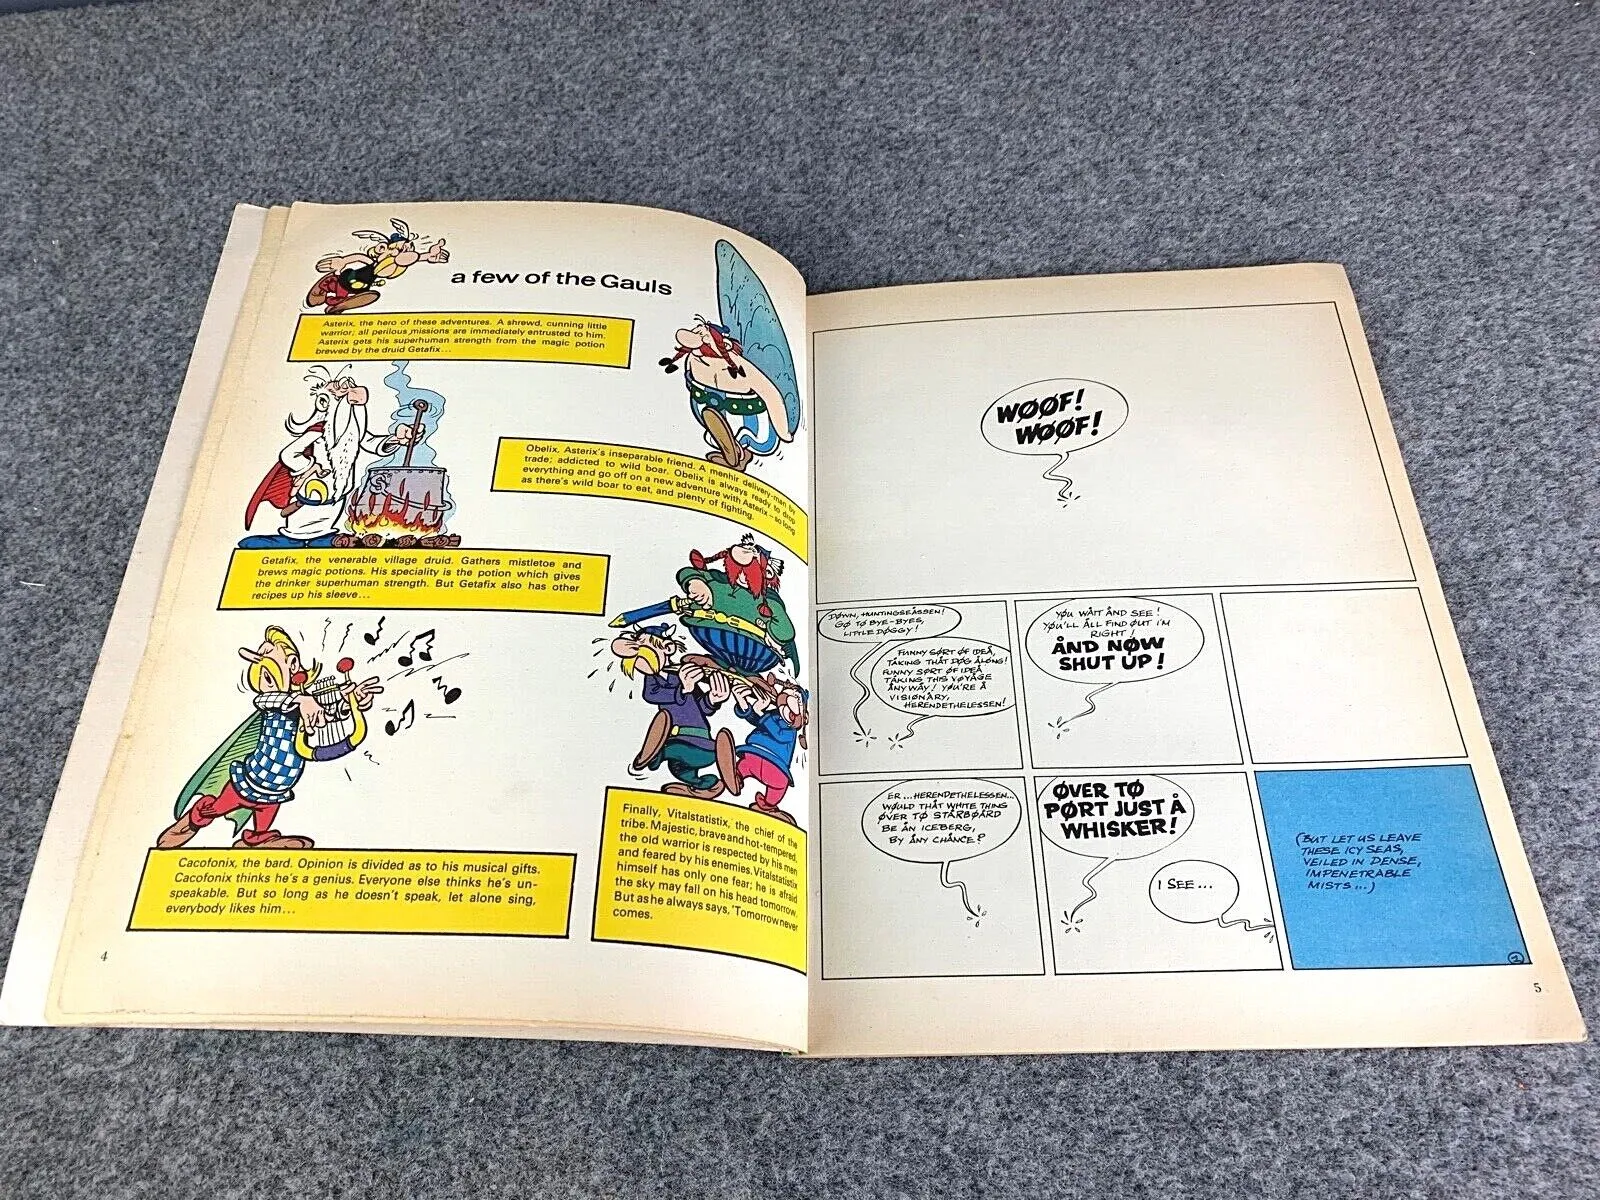 a few of the Gauls
Asterix, the hero of these adventures. A shrewd, cunning little
warrior; all perilous missions are immediately entrusted to him.
Asterix gets his superhuman strength from the magic potion
brewed by the druid Getafix...
Obelix, Asterix's inseparable friend. A menhir delivery-man by
trade; addicted to wild boar. Obelix is always ready to drop
everything and go off on a new adventure with Asterix – so long
as there's wild boar to eat, and plenty of fighting.
Getafix, the venerable village druid. Gathers mistletoe and
brews magic potions. His speciality is the potion which gives
the drinker superhuman strength. But Getafix also has other
recipes up his sleeve...
Cacofonix, the bard. Opinion is divided as to his musical gifts.
Cacofonix thinks he's a genius. Everyone else thinks he's un-
speakable. But so long as he doesn't speak, let alone sing,
everybody likes him...
Finally, Vitalstatistix, the chief of the
tribe. Majestic, brave and hot-tempered,
the old warrior is respected by his men
and feared by his enemies. Vitalstatistix
himself has only one fear; he is afraid
the sky may fall on his head tomorrow.
But as he always says, 'Tomorrow never
comes.
4
WØØF!
WØØF!
DØWN, HUNTINGSEÅSSEN!
GØ TØ BYE-BYES,
LITTLE DØGGY!
FUNNY SØRT ØF IDEÅ,
TÅKING THÅT DØG ÅLØNG!
FUNNY SØRT ØF IDEÅ
TÅKING THIS VØYÅGE
ÅNYWÅY! YØU'RE Å
VISIØNÅRY,
HERENDETHELESSEN!
YØU WÅIT ÅND SEE!
YØU'LL ÅLL FIND ØUT I'M
RIGHT!
ÅND NØW
SHUT UP!
ER... HERENDETHELESSEN...
WØULD THÅT WHITE THING
ØVER TØ STÅRBØÅRD
BE ÅN ICEBERG,
BY ÅNY CHÅNCE?
ØVER TØ
PØRT JUST Å
WHISKER!
I SEE...
(BUT LET US LEAVE
THESE ICY SEAS,
VEILED IN DENSE,
IMPENETRABLE
MISTS...)
5